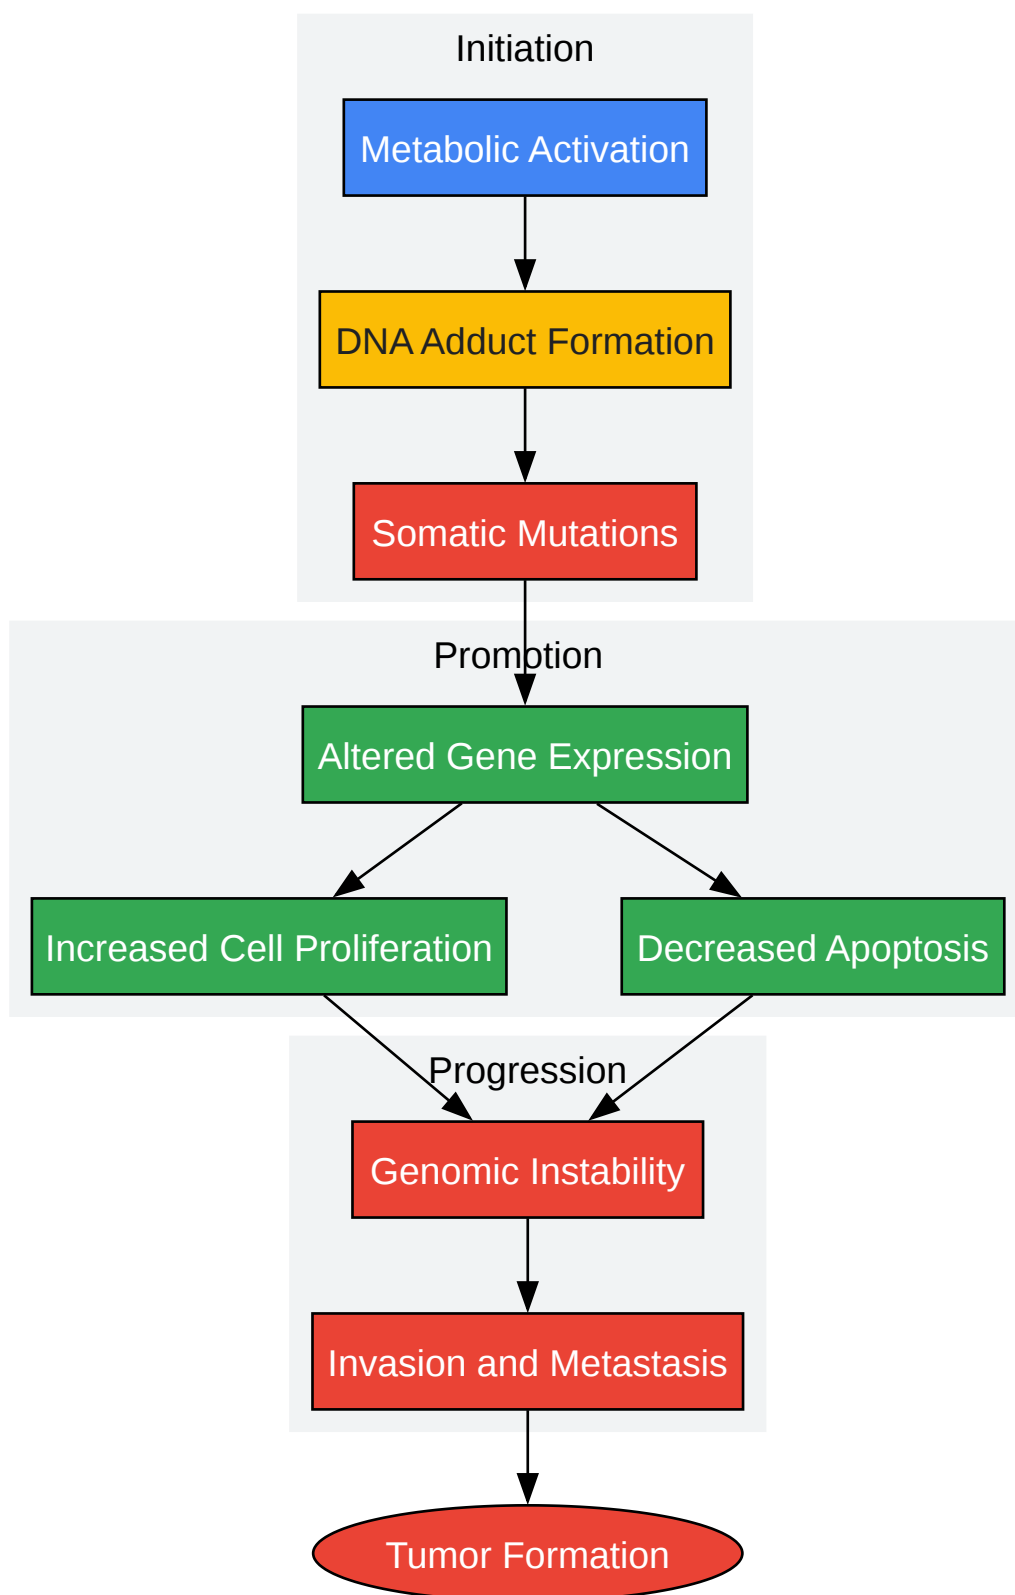 Initiation
Metabolic Activation
DNA Adduct Formation
Somatic Mutations
Promotion
Altered Gene Expression
Increased Cell Proliferation
Decreased Apoptosis
Progression
Genomic Instability
Invasion and Metastasis
Tumor Formation